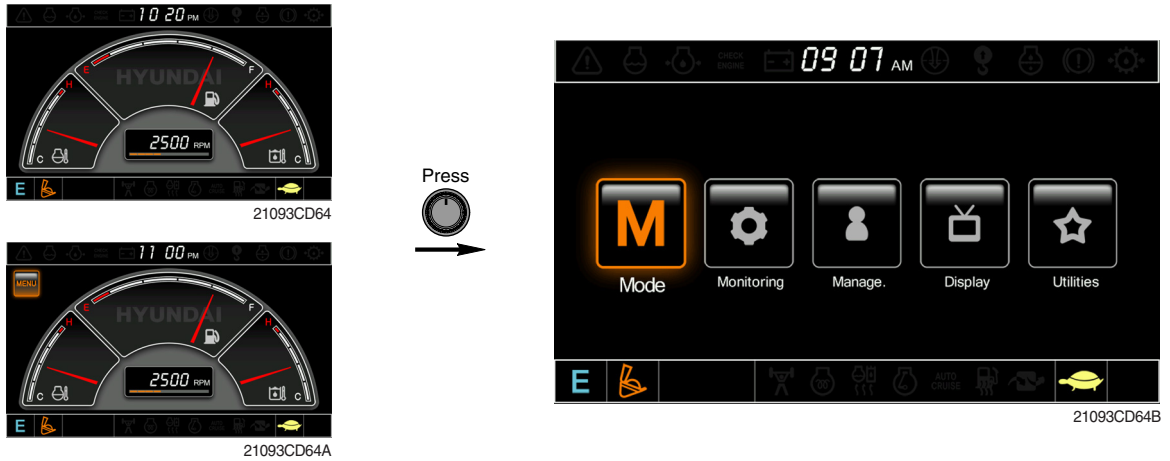 10 20 PM
E F
HYUNDAI
H H
2500 RPM
C C
E
21093CD64
11 00 PM
MENU
E F
HYUNDAI
H H
2500 RPM
C C
E
21093CD64A
Press
CHECK ENGINE
09 07 AM
M
Mode Monitoring Manage. Display Utilities
E
AUTO
CRUISE
21093CD64B